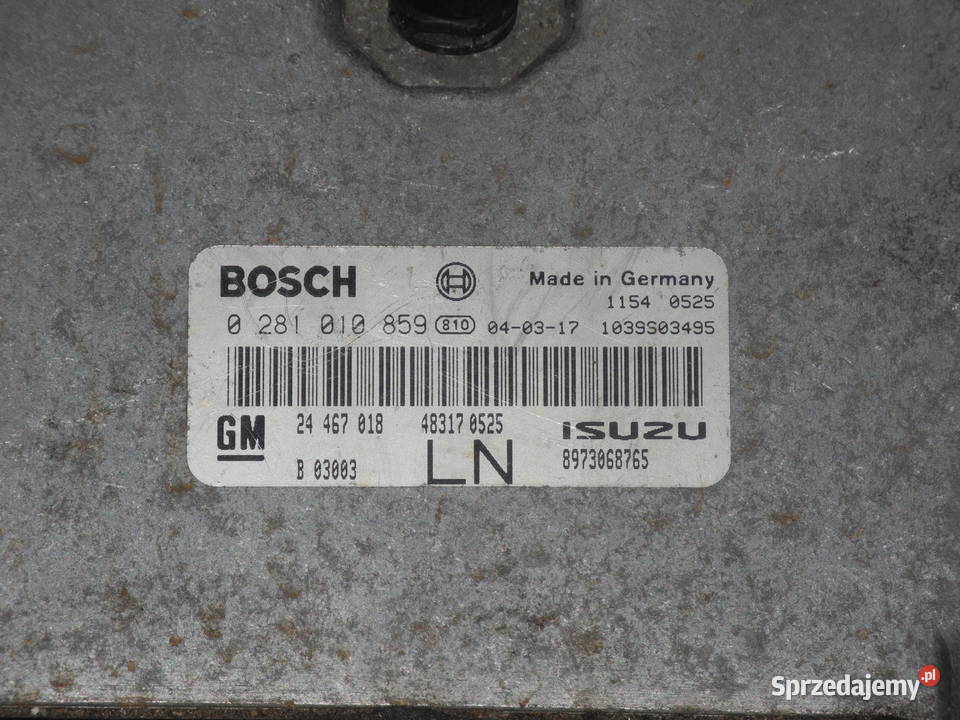 BOSCH Made in Germany
1154 0525
0 281 010 859 810 04-03-17 1039S03495
GM 24 467 018 48317 0525 ISUZU
B 03003 LN 8973068765
Sprzedajemy.pl